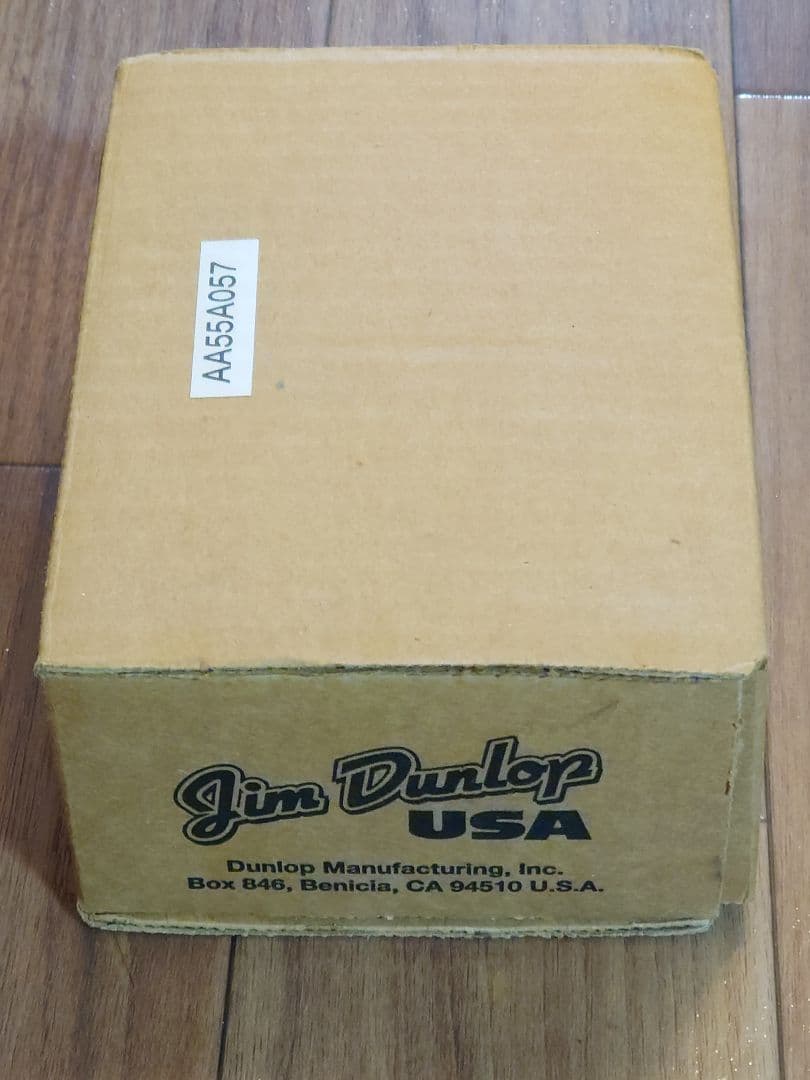 AA55A057
Jim Dunlop
USA
Dunlop Manufacturing, Inc.
Box 846, Benicia, CA 94510 U.S.A.